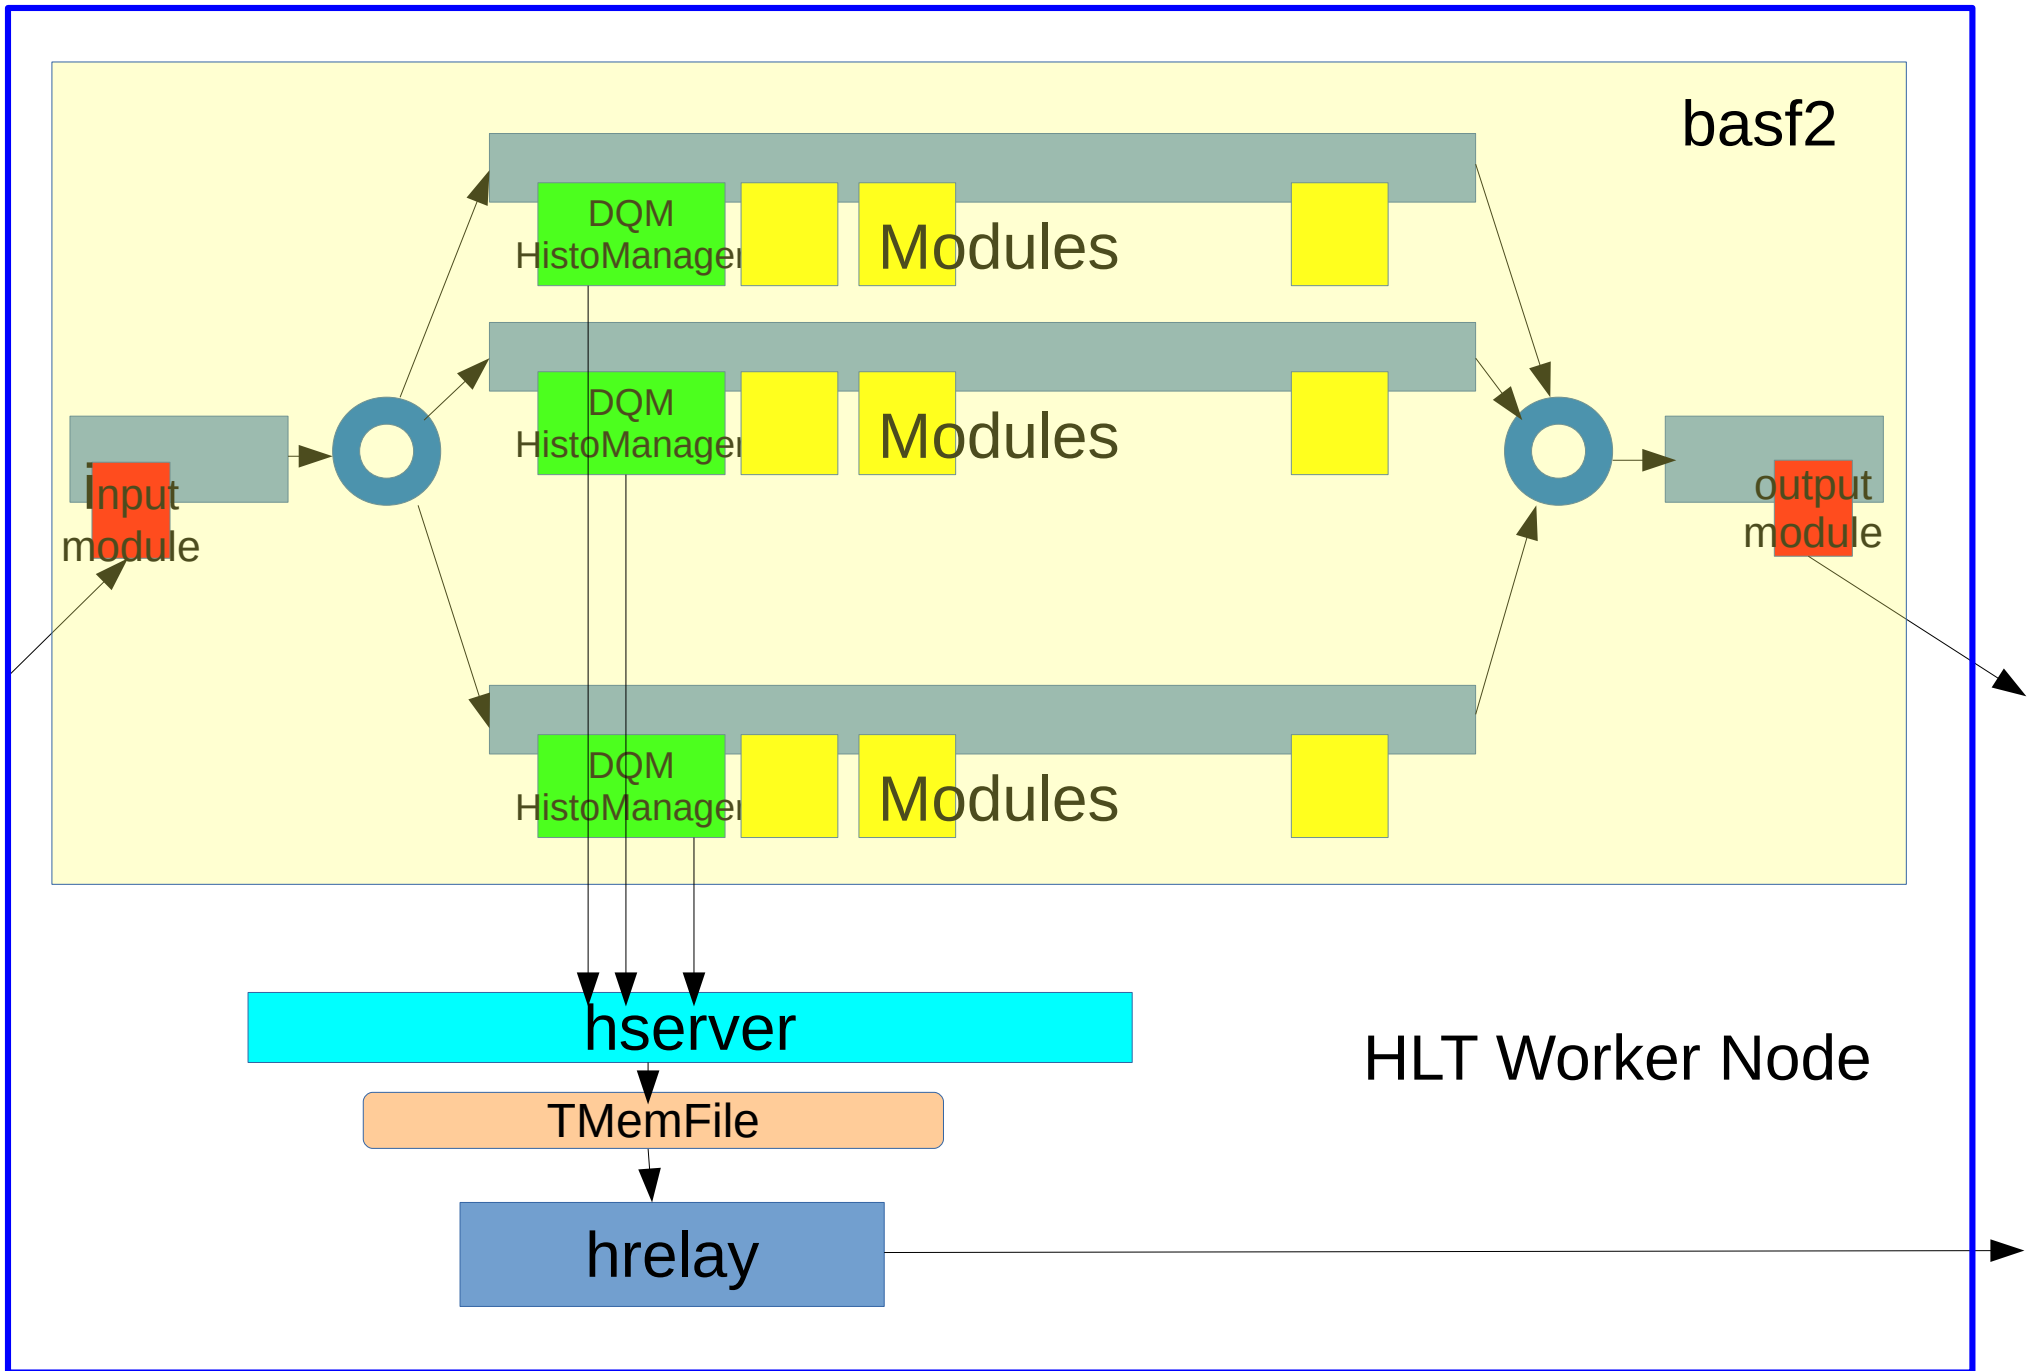 basf2
DQM
HistoManager
Modules
DQM
HistoManager
Modules
input
module
output
module
DQM
HistoManager
Modules
hserver
HLT Worker Node
TMemFile
hrelay